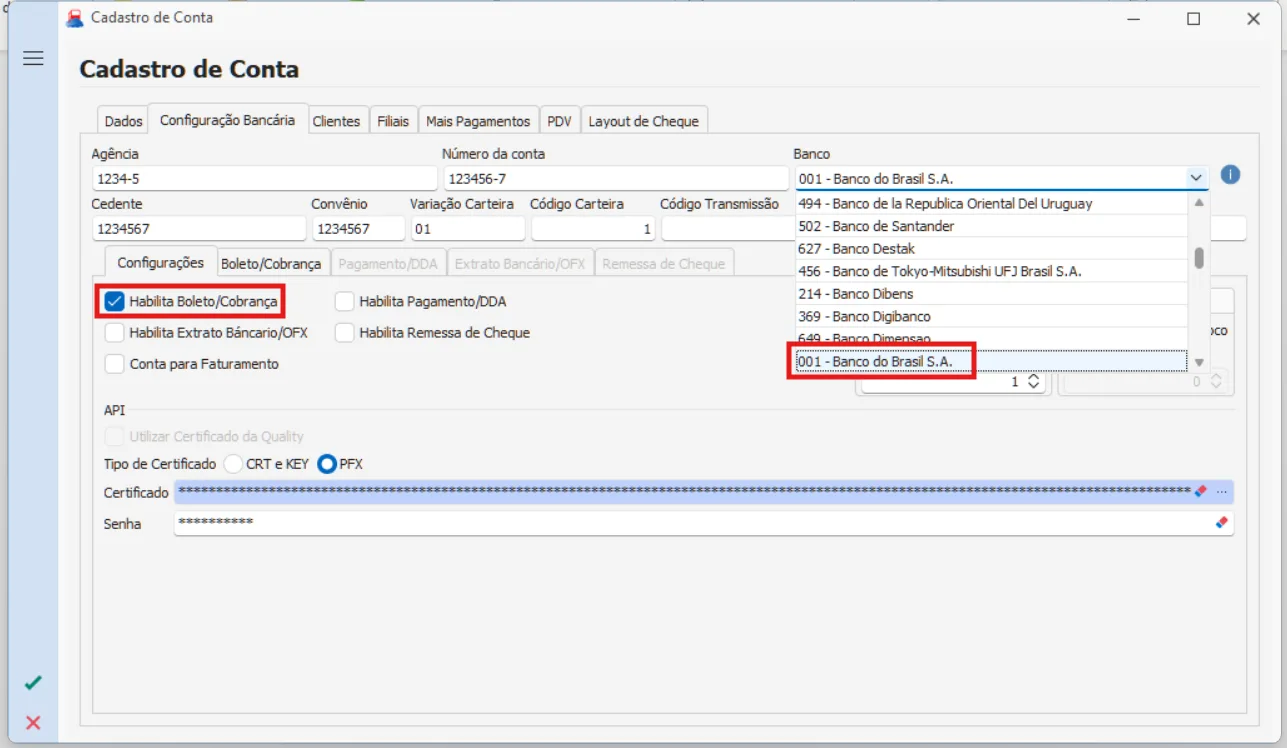 Cadastro de Conta
Cadastro de Conta
Dados Configuração Bancária Clientes Filiais Mais Pagamentos PDV Layout de Cheque
Agência Número da conta Banco
1234-5 123456-7 001 - Banco do Brasil S.A.
Cedente Convênio Variação Carteira Código Carteira Código Transmissão
1234567 1234567 01 1
494 - Banco de la Republica Oriental Del Uruguay
502 - Banco de Santander
627 - Banco Destak
456 - Banco de Tokyo-Mitsubishi UFJ Brasil S.A.
214 - Banco Dibens
369 - Banco Digibanco
649 - Banco Dimensao
001 - Banco do Brasil S.A.
Configurações Boleto/Cobrança Pagamento/DDA Extrato Bancário/OFX Remessa de Cheque
Habilita Boleto/Cobrança Habilita Pagamento/DDA
Habilita Extrato Báncario/OFX Habilita Remessa de Cheque
Conta para Faturamento
1 0
API
Utilizar Certificado da Quality
Tipo de Certificado CRT e KEY PFX
Certificado
Senha **********